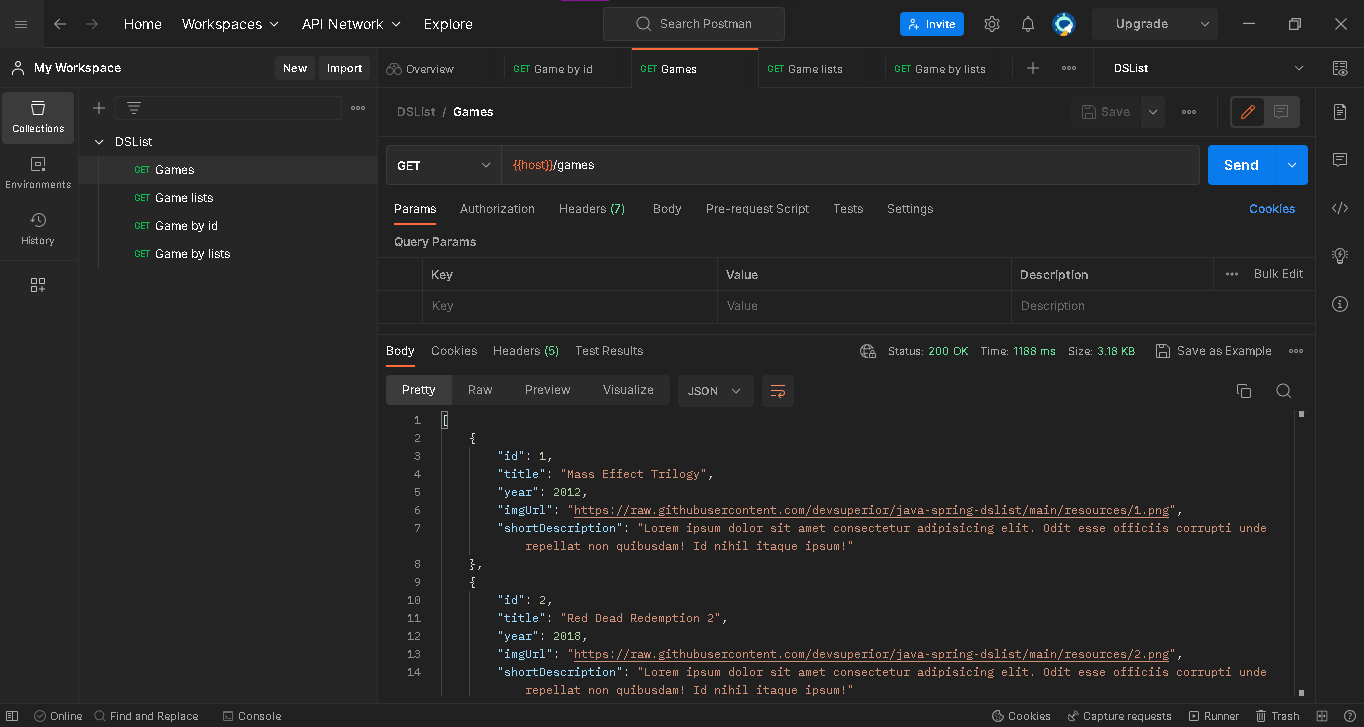 Home Workspaces API Network Explore Search Postman Invite Upgrade
My Workspace New Import Overview GET Game by id GET Games GET Game lists GET Game by lists DSList
Collections
Environments
History
DSList
GET Games
GET Game lists
GET Game by id
GET Game by lists
DSList / Games Save
GET {{host}}/games Send
Params Authorization Headers (7) Body Pre-request Script Tests Settings Cookies
Query Params
Key Value Description Bulk Edit
Key Value Description
Body Cookies Headers (5) Test Results Status: 200 OK Time: 1188 ms Size: 3.18 KB Save as Example
Pretty Raw Preview Visualize JSON
1 [
2 {
3 "id": 1,
4 "title": "Mass Effect Trilogy",
5 "year": 2012,
6 "imgUrl": "https://raw.githubusercontent.com/devsuperior/java-spring-dslist/main/resources/1.png",
7 "shortDescription": "Lorem ipsum dolor sit amet consectetur adipisicing elit. Odit esse officiis corrupti unde
repellat non quibusdam! Id nihil itaque ipsum!"
8 },
9 {
10 "id": 2,
11 "title": "Red Dead Redemption 2",
12 "year": 2018,
13 "imgUrl": "https://raw.githubusercontent.com/devsuperior/java-spring-dslist/main/resources/2.png",
14 "shortDescription": "Lorem ipsum dolor sit amet consectetur adipisicing elit. Odit esse officiis corrupti unde
repellat non quibusdam! Id nihil itaque ipsum!"
Online Find and Replace Console Cookies Capture requests Runner Trash